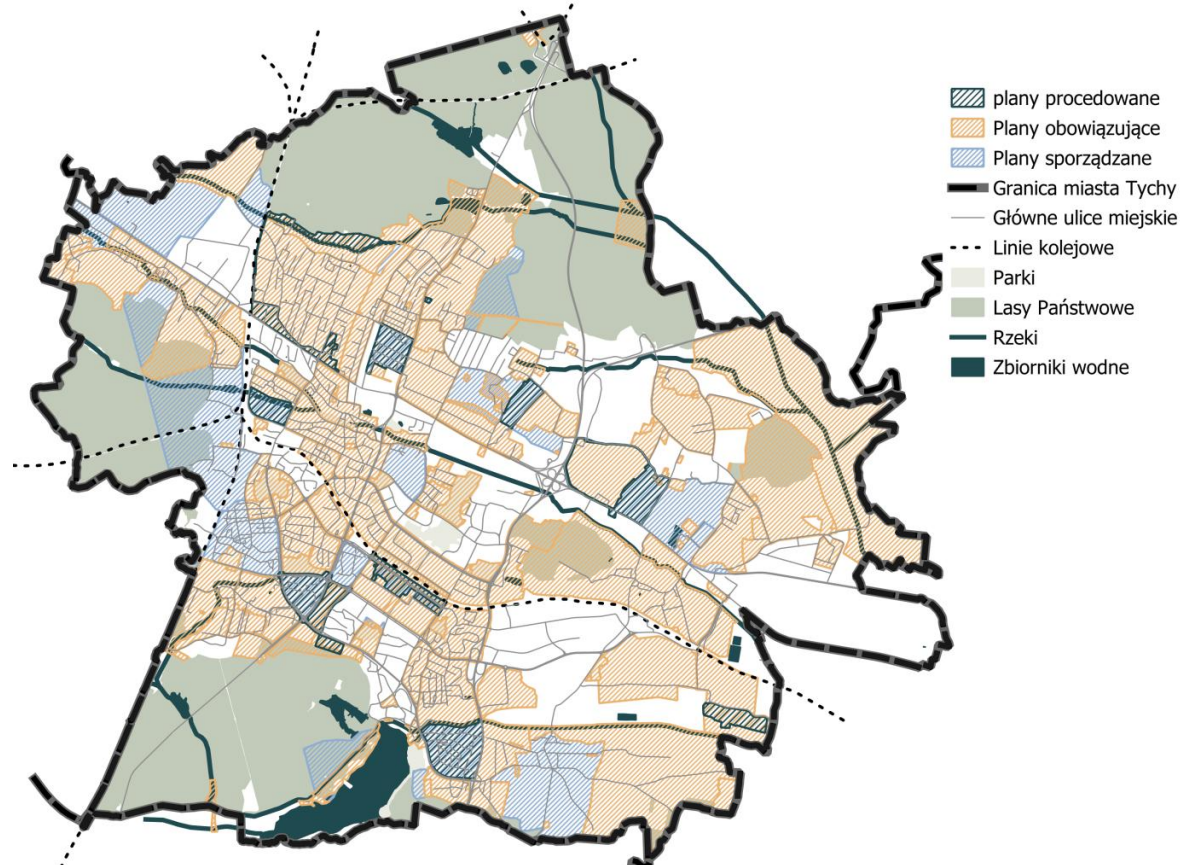 plany procedowane
Plany obowiązujące
Plany sporządzane
Granica miasta Tychy
Główne ulice miejskie
Linie kolejowe
Parki
Lasy Państwowe
Rzeki
Zbiorniki wodne